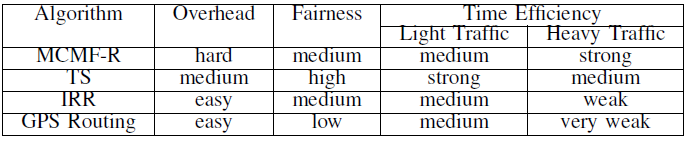 Algorithm Overhead Fairness Time Efficiency
Light Traffic Heavy Traffic
MCMF-R hard medium medium strong
TS medium high strong medium
IRR easy medium medium weak
GPS Routing easy low medium very weak